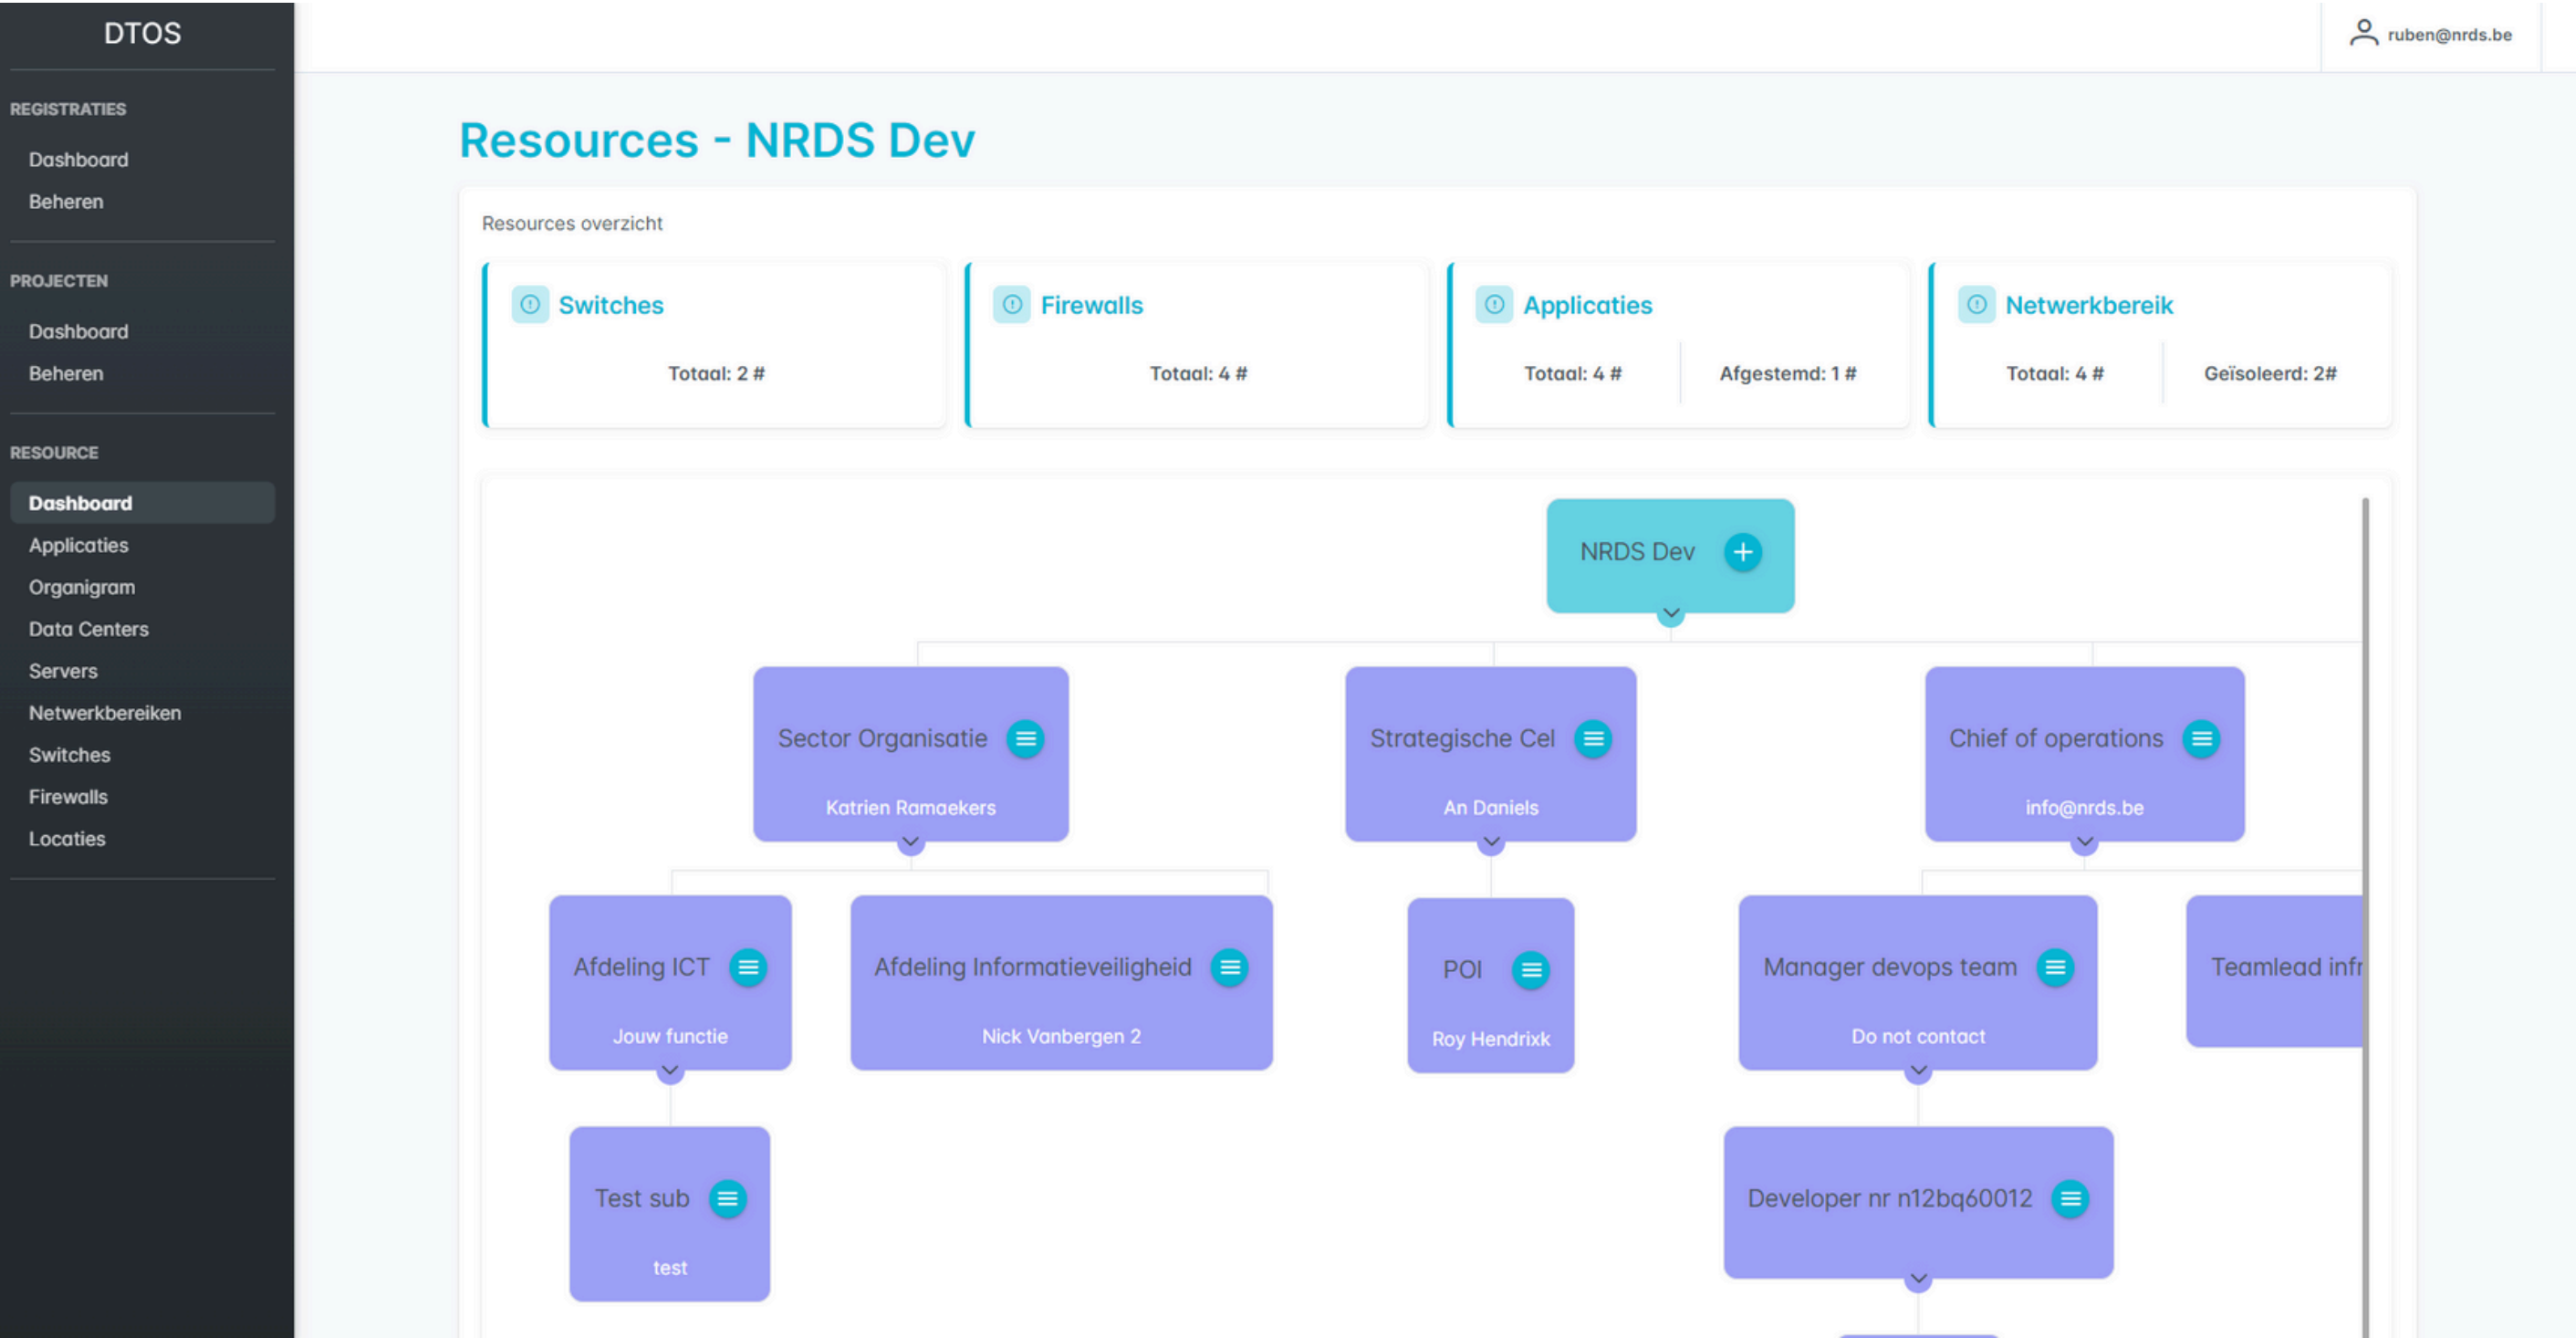 DTOS
ruben@nrds.be
REGISTRATIES
Dashboard
Beheren
PROJECTEN
Dashboard
Beheren
RESOURCE
Dashboard
Applicaties
Organigram
Data Centers
Servers
Netwerkbereiken
Switches
Firewalls
Locaties
Resources - NRDS Dev
Resources overzicht
Switches
Totaal: 2 #
Firewalls
Totaal: 4 #
Applicaties
Totaal: 4 # Afgestemd: 1 #
Netwerkbereik
Totaal: 4 # Geïsoleerd: 2#
NRDS Dev
Sector Organisatie
Katrien Ramaekers
Strategische Cel
An Daniels
Chief of operations
info@nrds.be
Afdeling ICT
Jouw functie
Afdeling Informatieveiligheid
Nick Vanbergen 2
POI
Roy Hendrixk
Manager devops team
Do not contact
Teamlead
Test sub
test
Developer nr n12bq60012